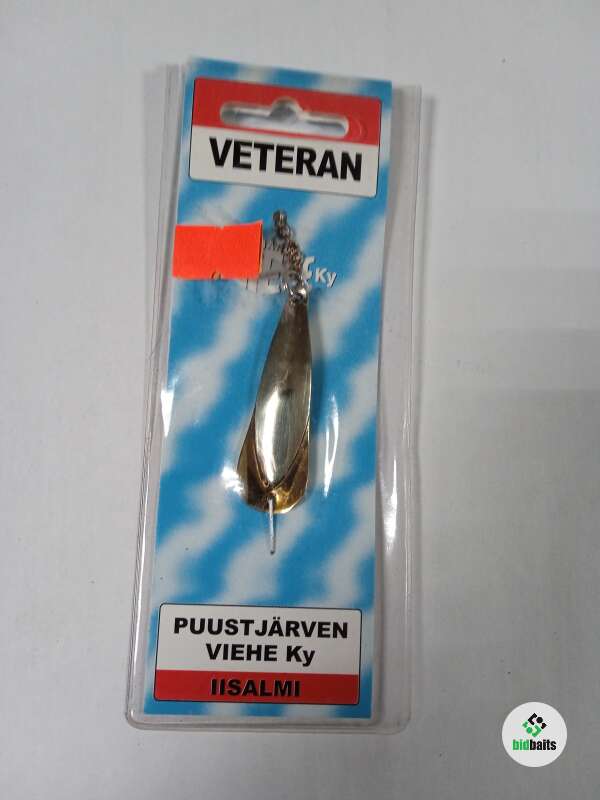 VETERAN
Ky
PUUSTJÄRVEN
VIEHE Ky
IISALMI
bidbaits